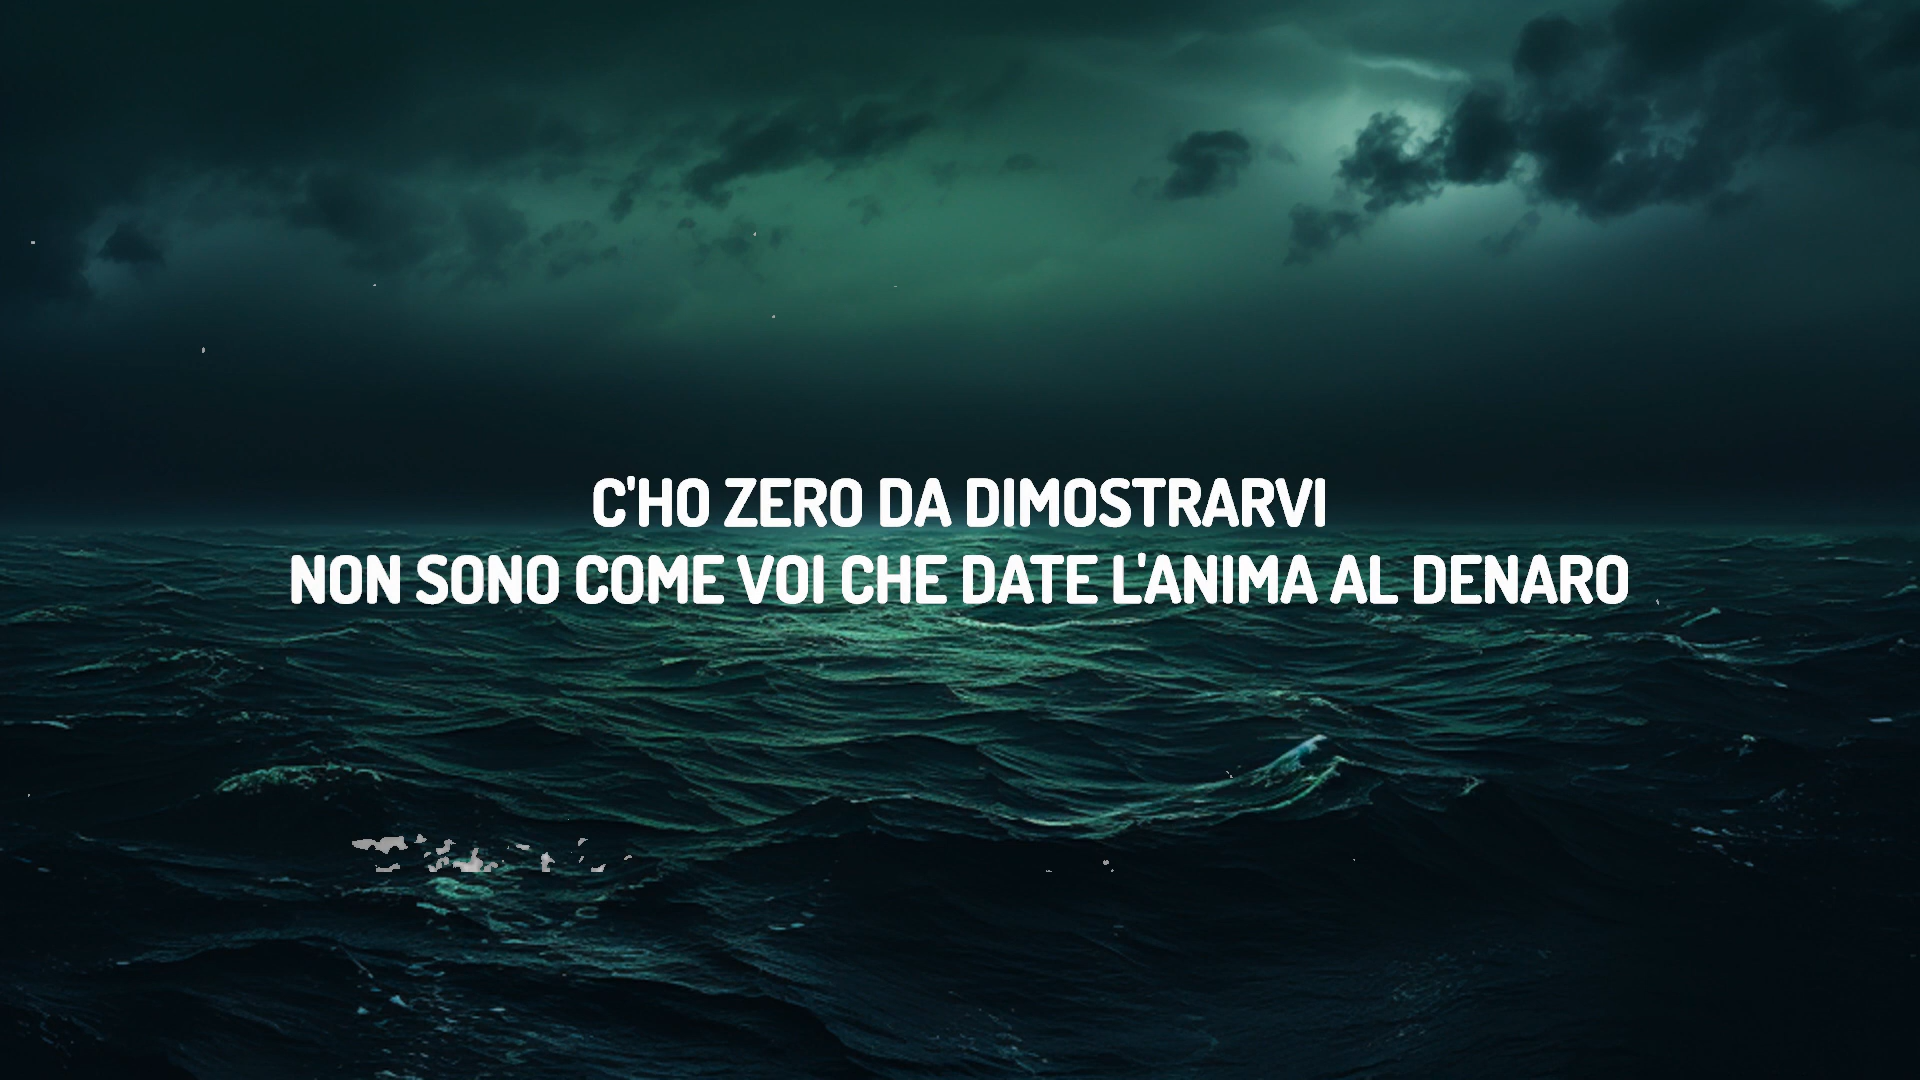 C'HO ZERO DA DIMOSTRARVI
NON SONO COME VOI CHE DATE L'ANIMA AL DENARO